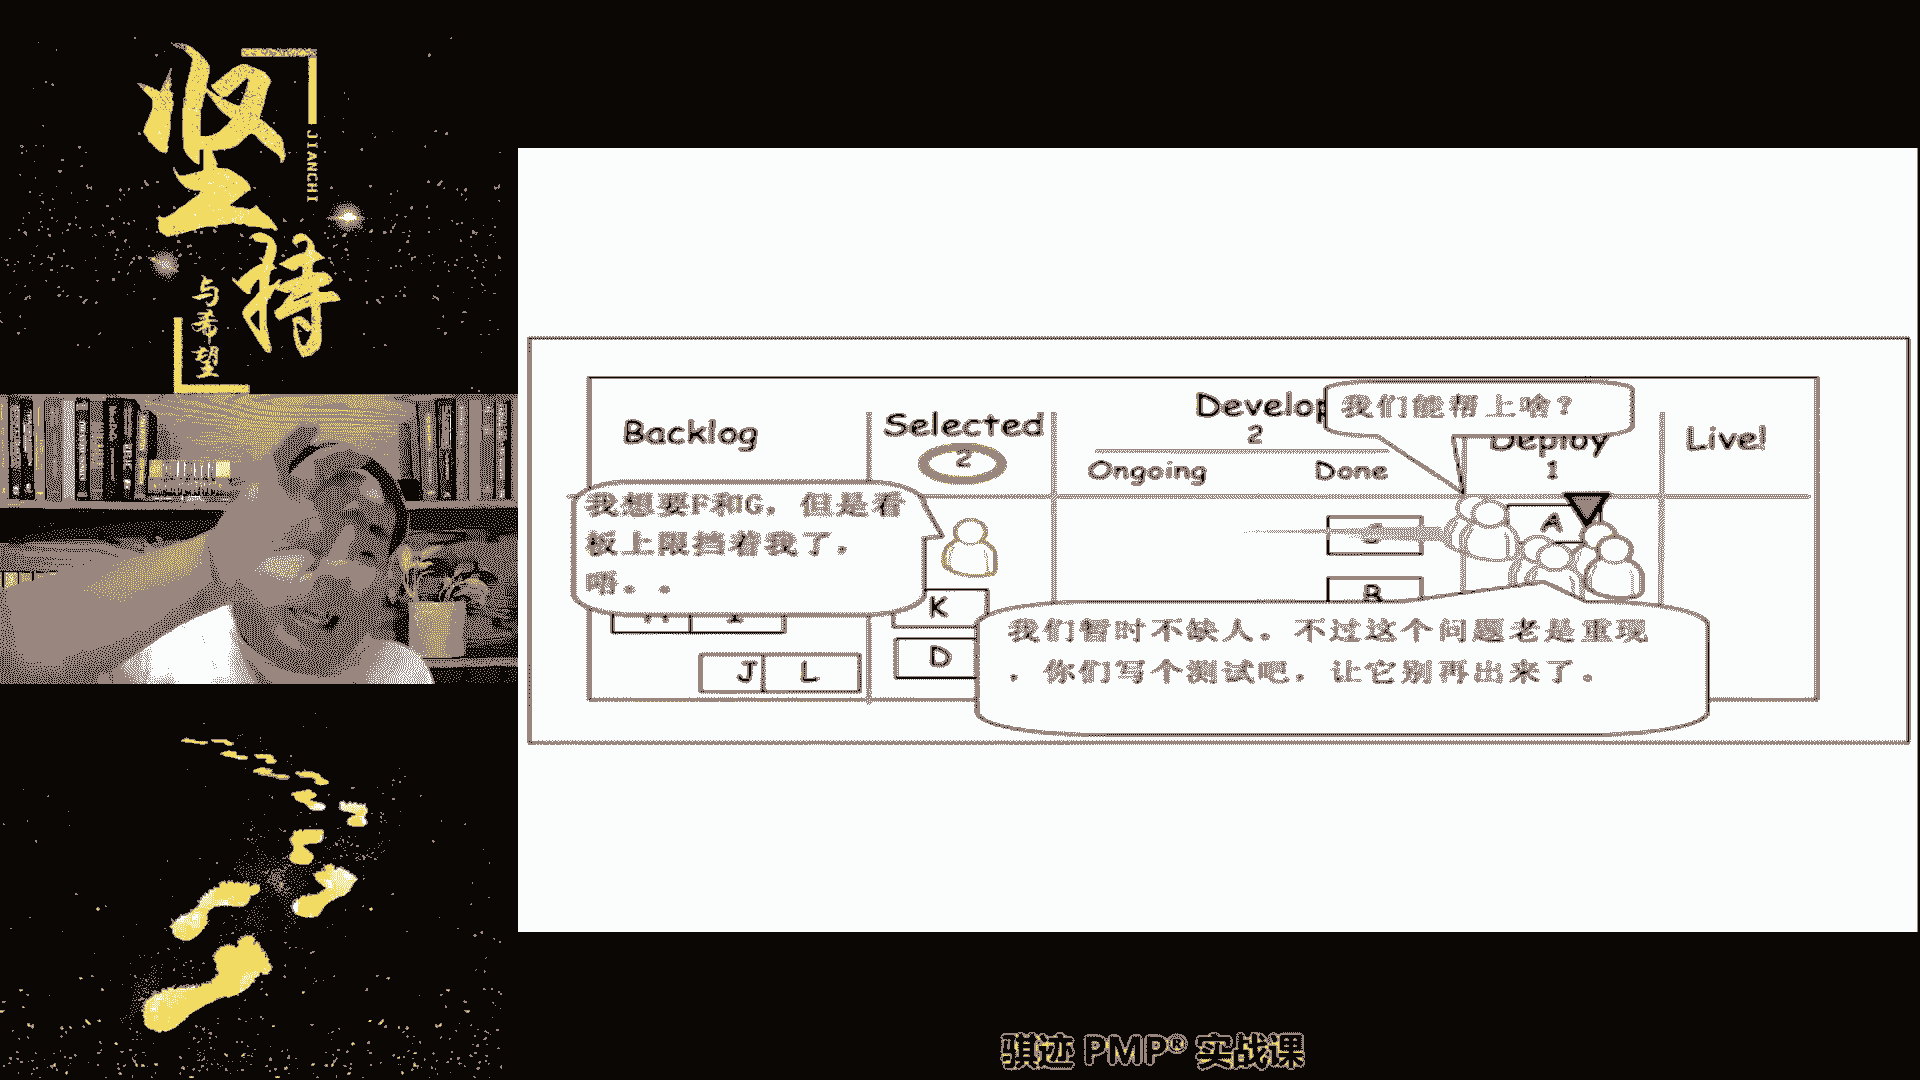 坚持
JIANCHI
与希望
Backlog
Selected
2
Develop
2
Ongoing
Done
我们能帮上啥?
Deploy
1
Live!
我想要F和G，但是看
板上限挡着我了，
唔。。
A
B
K
D
J
L
我们暂时不缺人。不过这个问题老是重现
，你们写个测试吧，让它别再出来了。
骐迹 PMP® 实战课